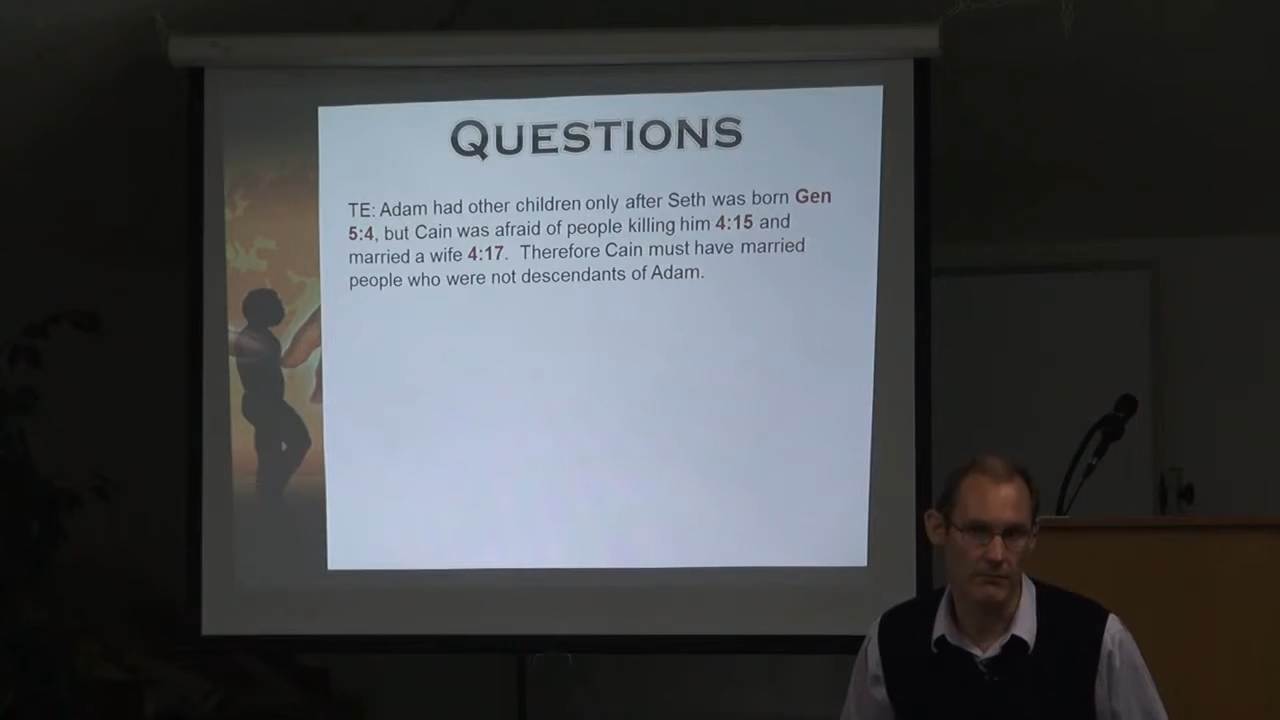 QUESTIONS
TE: Adam had other children only after Seth was born Gen
5:4, but Cain was afraid of people killing him 4:15 and
married a wife 4:17. Therefore Cain must have married
people who were not descendants of Adam.